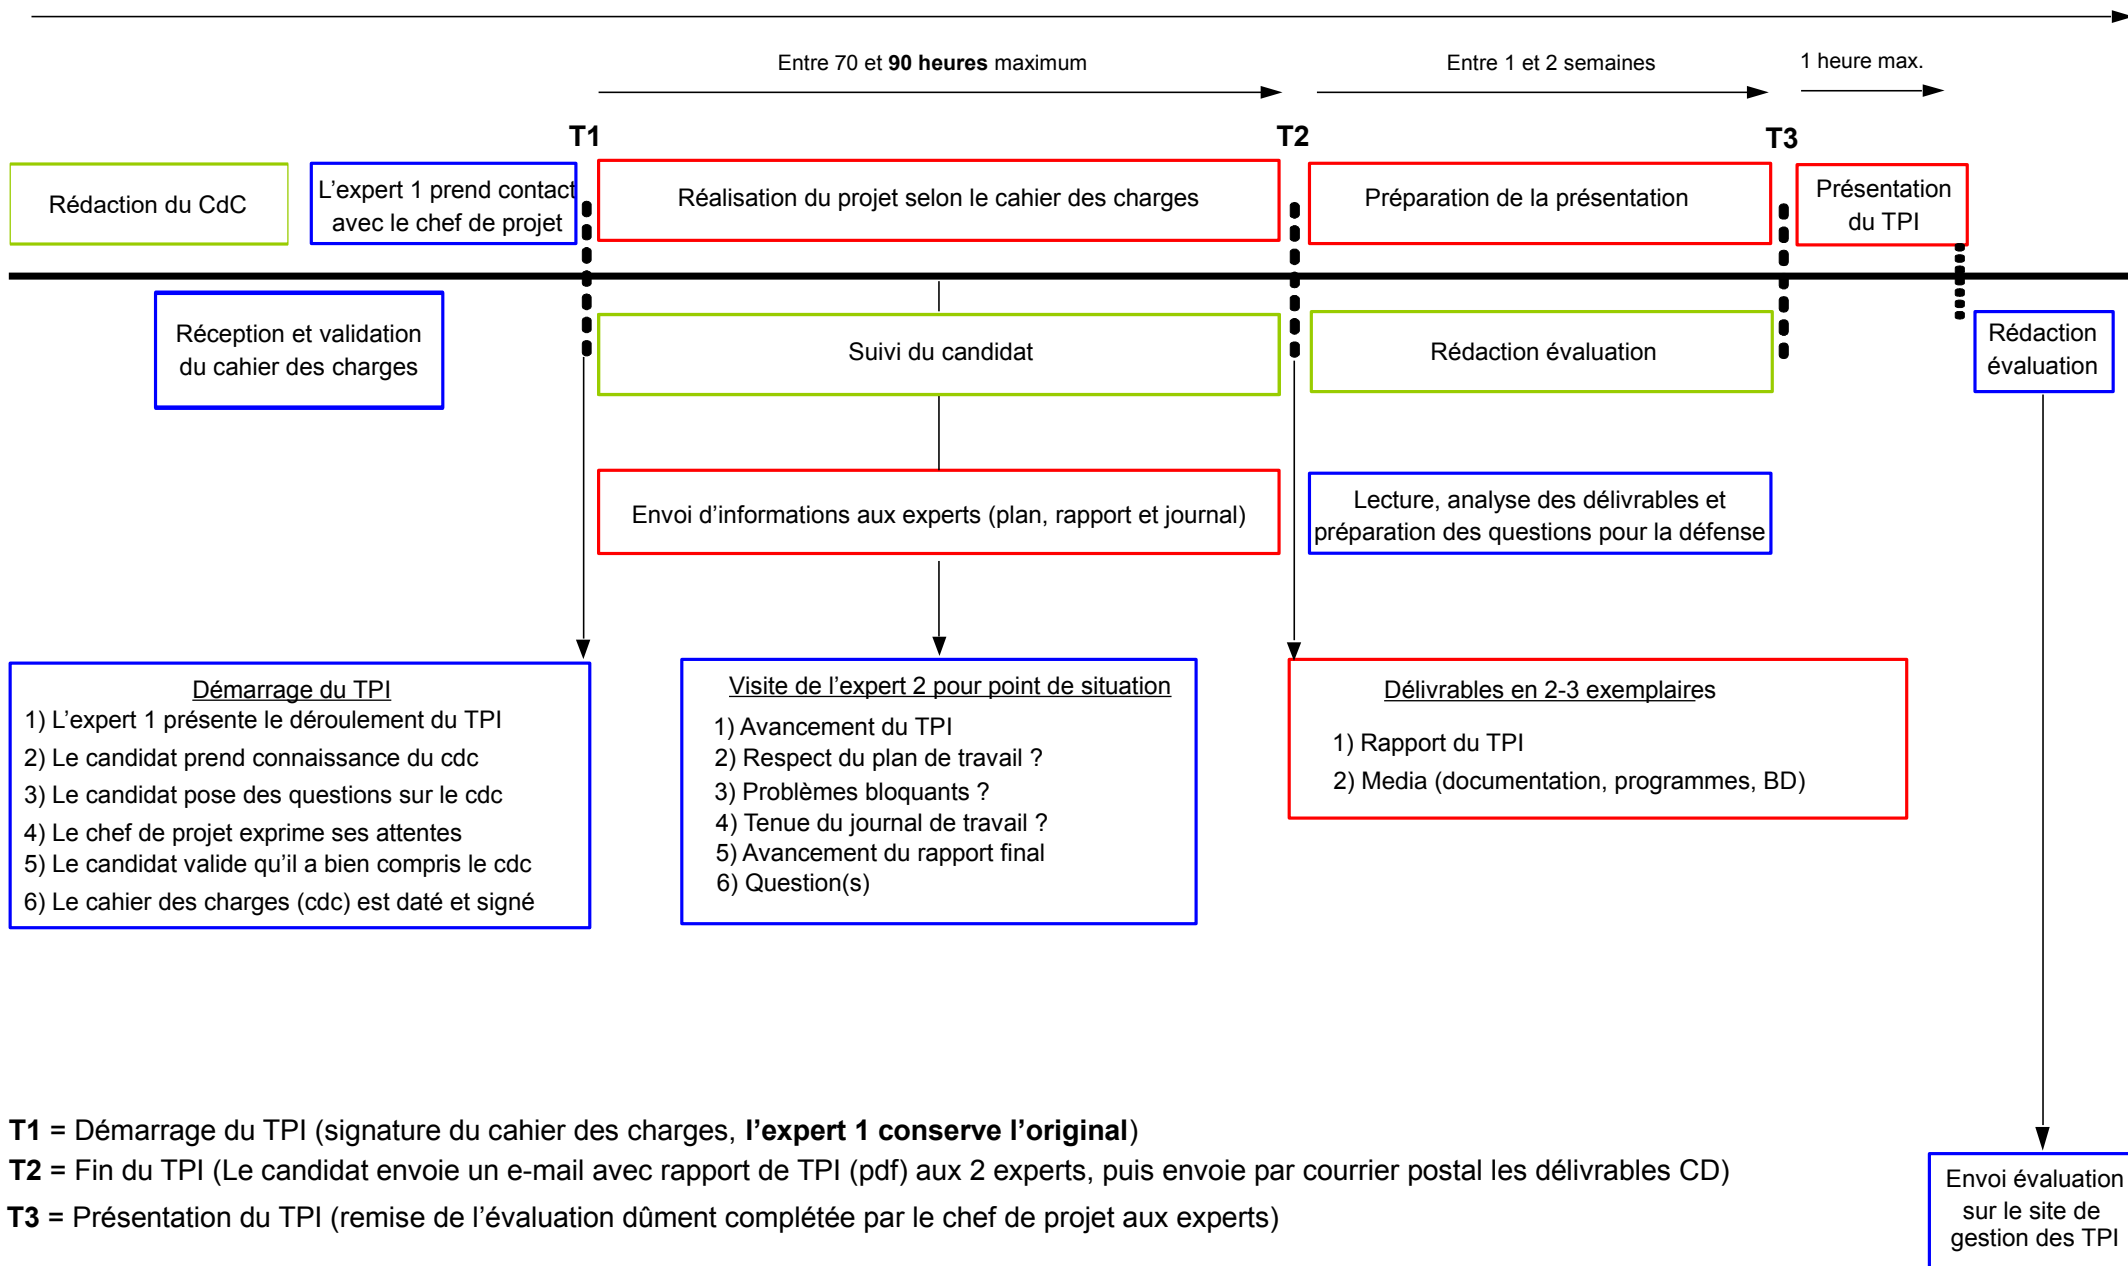 Entre 70 et 90 heures maximum
Entre 1 et 2 semaines
1 heure max.
T1
T2
T3
Rédaction du CdC
L'expert 1 prend contact
avec le chef de projet
Réalisation du projet selon le cahier des charges
Préparation de la présentation
Présentation
du TPI
Réception et validation
du cahier des charges
Suivi du candidat
Rédaction évaluation
Rédaction
évaluation
Envoi d'informations aux experts (plan, rapport et journal)
Lecture, analyse des délivrables et
préparation des questions pour la défense
Démarrage du TPI
1) L'expert 1 présente le déroulement du TPI
2) Le candidat prend connaissance du cdc
3) Le candidat pose des questions sur le cdc
4) Le chef de projet exprime ses attentes
5) Le candidat valide qu'il a bien compris le cdc
6) Le cahier des charges (cdc) est daté et signé
Visite de l'expert 2 pour point de situation
1) Avancement du TPI
2) Respect du plan de travail ?
3) Problèmes bloquants ?
4) Tenue du journal de travail ?
5) Avancement du rapport final
6) Question(s)
Délivrables en 2-3 exemplaires
1) Rapport du TPI
2) Media (documentation, programmes, BD)
T1 = Démarrage du TPI (signature du cahier des charges, l'expert 1 conserve l'original)
T2 = Fin du TPI (Le candidat envoie un e-mail avec rapport de TPI (pdf) aux 2 experts, puis envoie par courrier postal les délivrables CD)
T3 = Présentation du TPI (remise de l'évaluation dûment complétée par le chef de projet aux experts)
Envoi évaluation
sur le site de
gestion des TPI